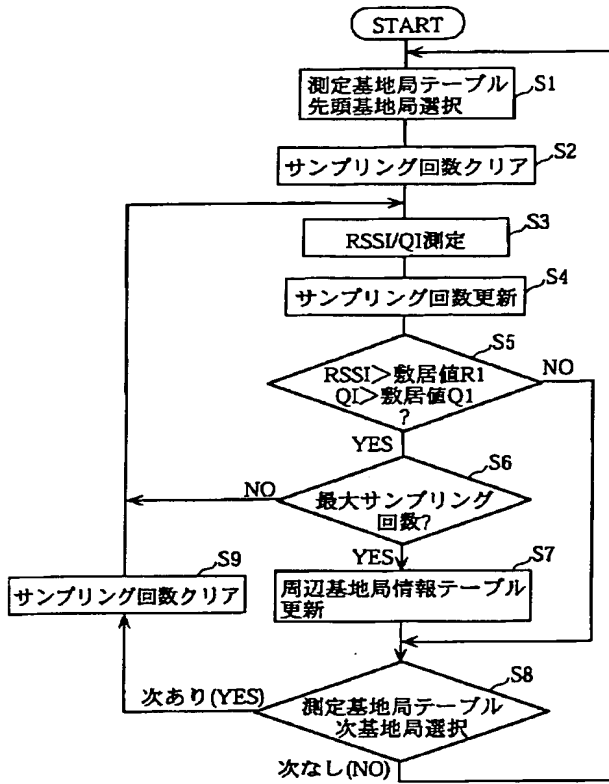 START
測定基地局テーブル
先頭基地局選択
S1
サンプリング回数クリア
S2
RSSI/QI測定
S3
サンプリング回数更新
S4
S5
RSSI>敷居値R1
QI>敷居値Q1
?
NO
YES
S6
NO
最大サンプリング
回数?
YES
S7
周辺基地局情報テーブル
更新
S9
サンプリング回数クリア
S8
次あり(YES)
測定基地局テーブル
次基地局選択
次なし(NO)